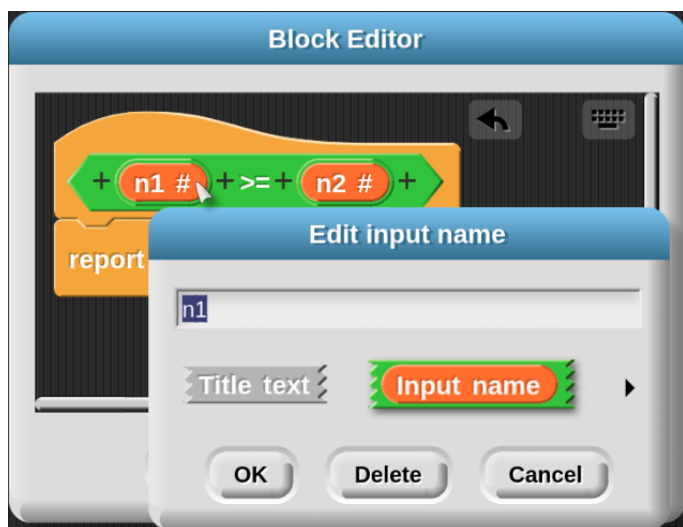 Block Editor
+ n1 # + >= + n2 # +
report
Edit input name
n1
Title text Input name
OK Delete Cancel